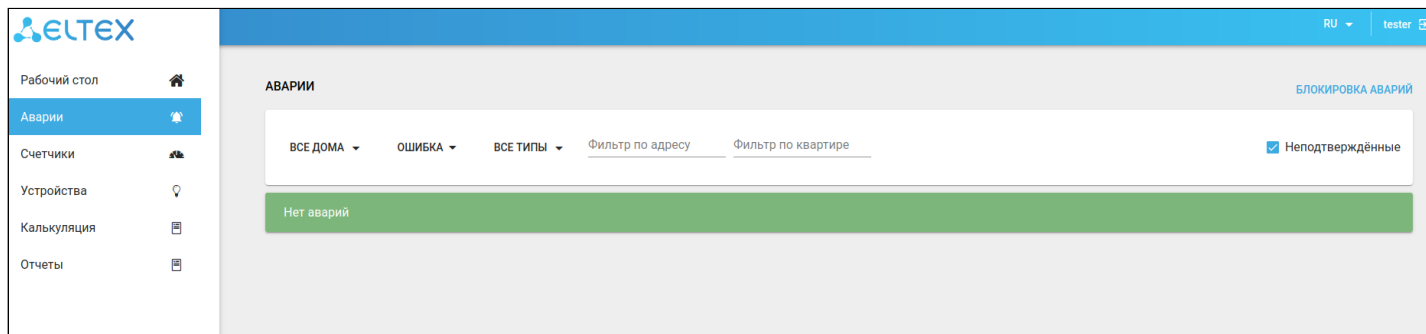 ELTEX
RU tester
Рабочий стол
Аварии
Счетчики
Устройства
Калькуляция
Отчеты
АВАРИИ
БЛОКИРОВКА АВАРИЙ
ВСЕ ДОМА ОШИБКА ВСЕ ТИПЫ Фильтр по адресу Фильтр по квартире Неподтверждённые
Нет аварий